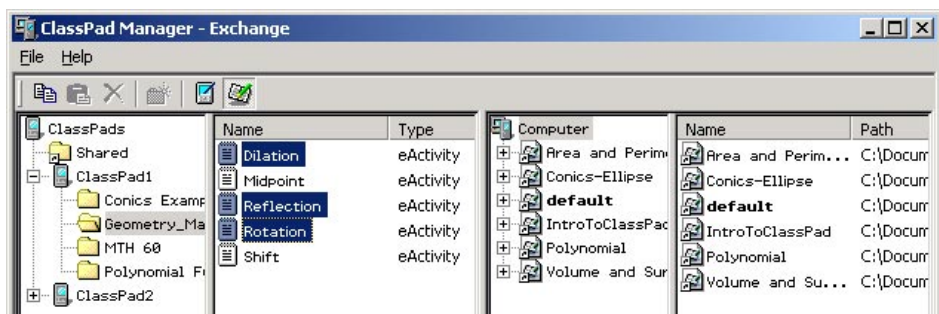 ClassPad Manager - Exchange
File Help
ClassPads
Shared
ClassPad1
Conics Examp
Geometry_Ma
MTH 60
Polynomial F
ClassPad2
Name Type
Dilation eActivity
Midpoint eActivity
Reflection eActivity
Rotation eActivity
Shift eActivity
Computer
Area and Perim
Conics-Ellipse
default
IntroToClassPac
Polynomial
Volume and Sur
Name Path
Area and Perim... C:\Docum
Conics-Ellipse C:\Docum
default C:\Docum
IntroToClassPad C:\Docum
Polynomial C:\Docum
Volume and Su... C:\Docum